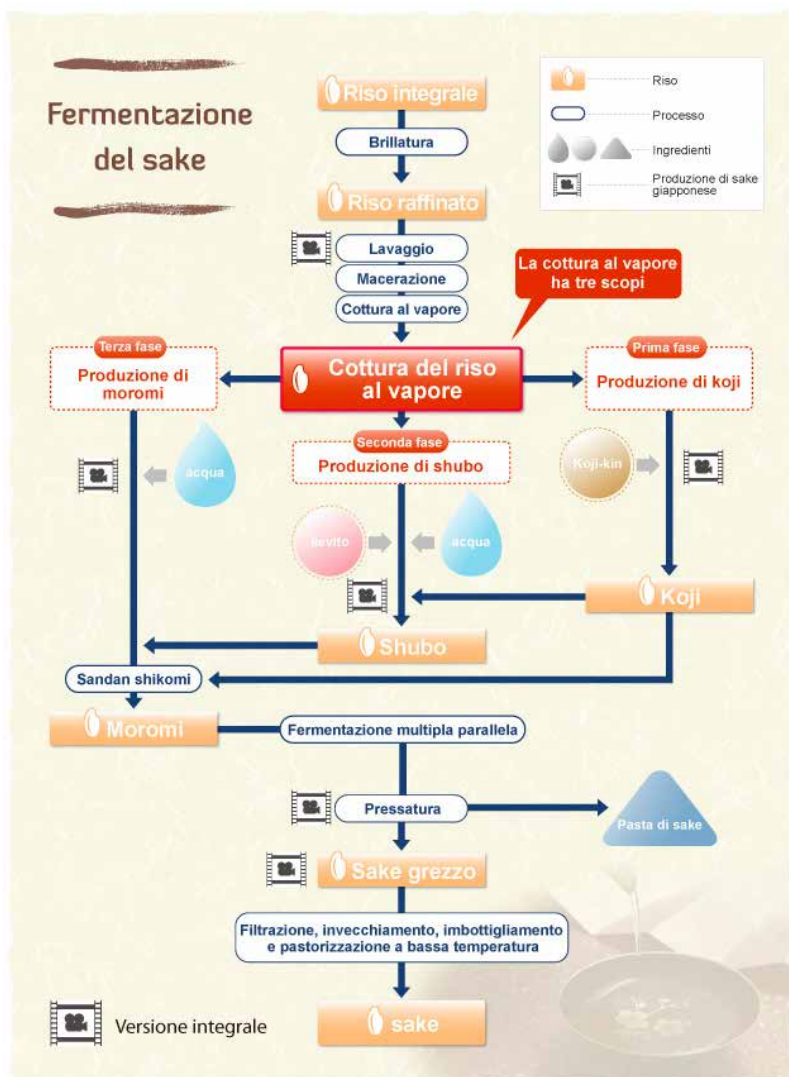 Fermentazione
del sake
Riso integrale
Brillatura
Riso raffinato
Lavaggio
Macerazione
Cottura al vapore
Riso
Processo
Ingredienti
Produzione di sake
giapponese
La cottura al vapore
ha tre scopi
Cottura del riso
al vapore
Terza fase
Produzione di
moromi
Prima fase
Produzione di koji
Seconda fase
Produzione di shubo
acqua
Koji-kin
lievito
acqua
Koji
Shubo
Sandan shikomi
Moromi
Fermentazione multipla parallela
Pressatura
Pasta di sake
Sake grezzo
Filtrazione, invecchiamento, imbottigliamento
e pastorizzazione a bassa temperatura
sake
Versione integrale